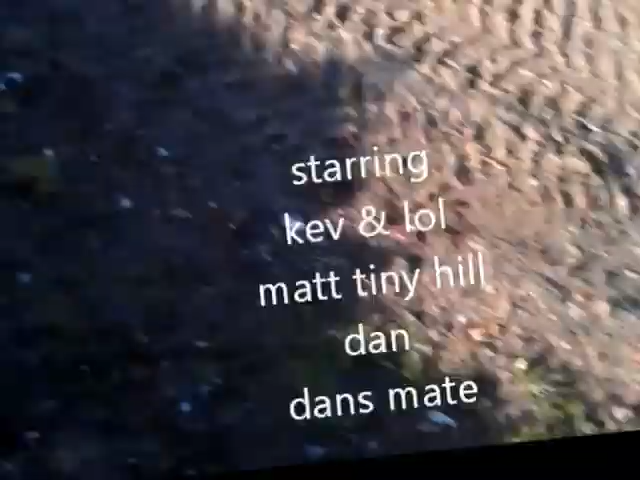 starring
kev & lol
matt tiny hill
dan
dans mate